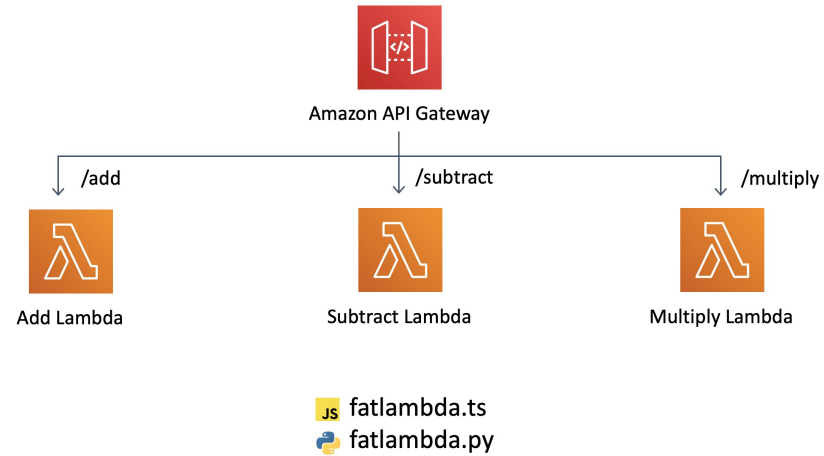 </>
Amazon API Gateway
/add
/subtract
/multiply
Add Lambda
Subtract Lambda
Multiply Lambda
JS fatlambda.ts
fatlambda.py